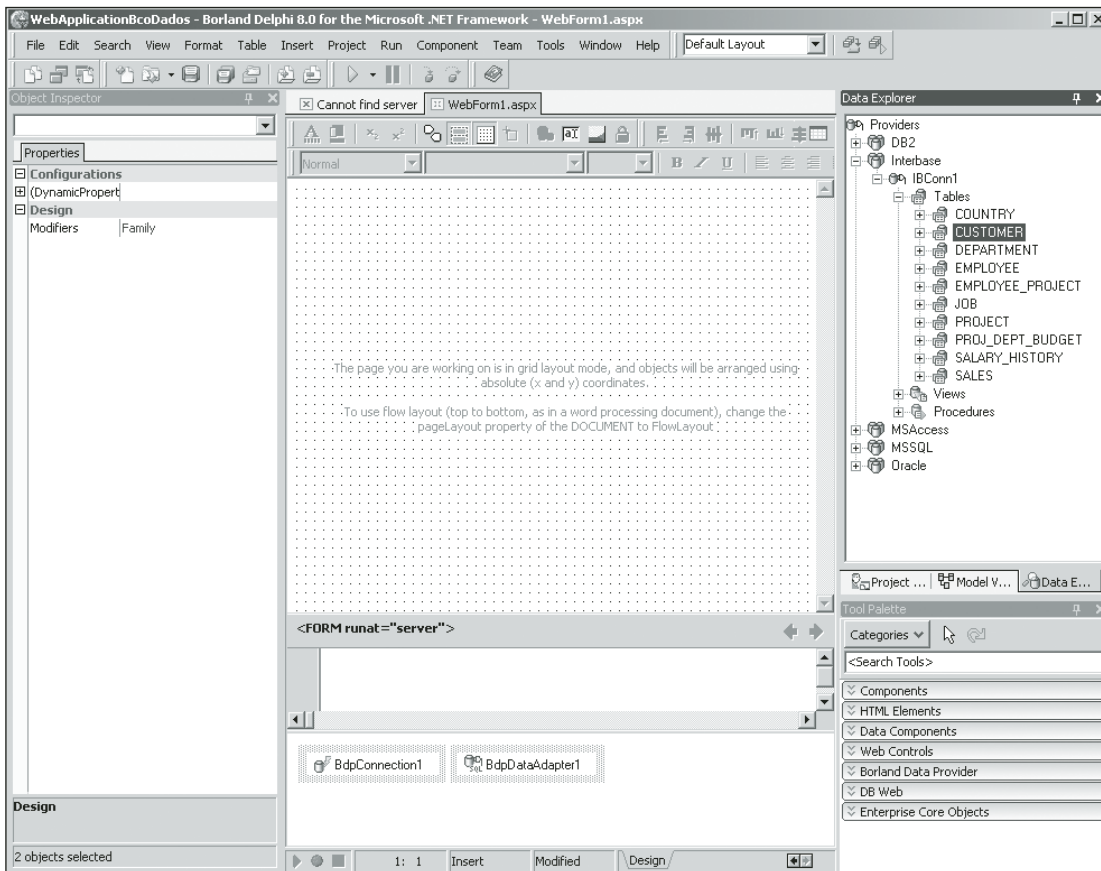 WebApplicationBcoDados - Borland Delphi 8.0 for the Microsoft .NET Framework - WebForm1.aspx
File Edit Search View Format Table Insert Project Run Component Team Tools Window Help Default Layout
Object Inspector
Properties
Configurations
(DynamicPropert
Design
Modifiers Family
Design
2 objects selected
Cannot find server WebForm1.aspx
Normal
B I U
The page you are working on is in grid layout mode, and objects will be arranged using
absolute (x and y) coordinates.
To use flow layout (top to bottom, as in a word processing document), change the
pageLayout property of the DOCUMENT to FlowLayout
<FORM runat="server">
BdpConnection1 BdpDataAdapter1
1: 1 Insert Modified Design
Data Explorer
Providers
DB2
Interbase
IBConn1
Tables
COUNTRY
CUSTOMER
DEPARTMENT
EMPLOYEE
EMPLOYEE_PROJECT
JOB
PROJECT
PROJ_DEPT_BUDGET
SALARY_HISTORY
SALES
Views
Procedures
MSAccess
MSSQL
Oracle
Project ... Model V... Data E...
Tool Palette
Categories
<Search Tools>
Components
HTML Elements
Data Components
Web Controls
Borland Data Provider
DB Web
Enterprise Core Objects